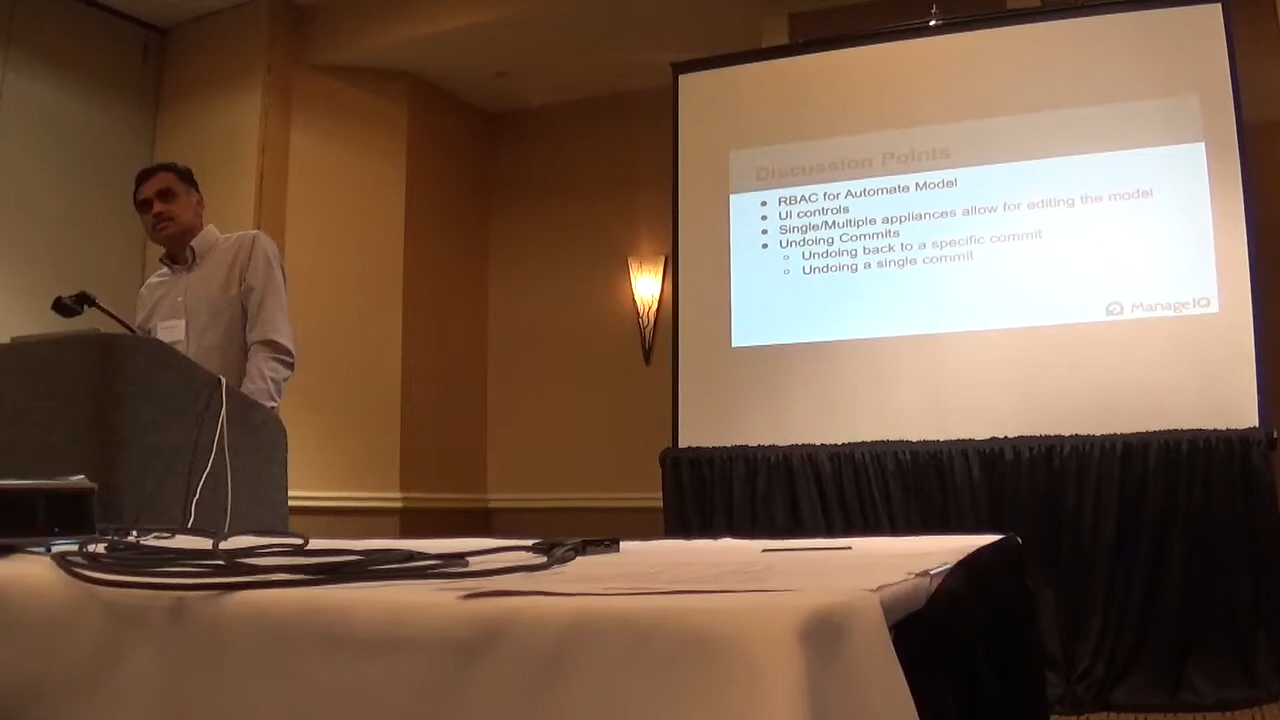 Discussion Points
● RBAC for Automate Model
● UI controls
● Single/Multiple appliances allow for editing the model
● Undoing Commits
○ Undoing back to a specific commit
○ Undoing a single commit
ManageIQ